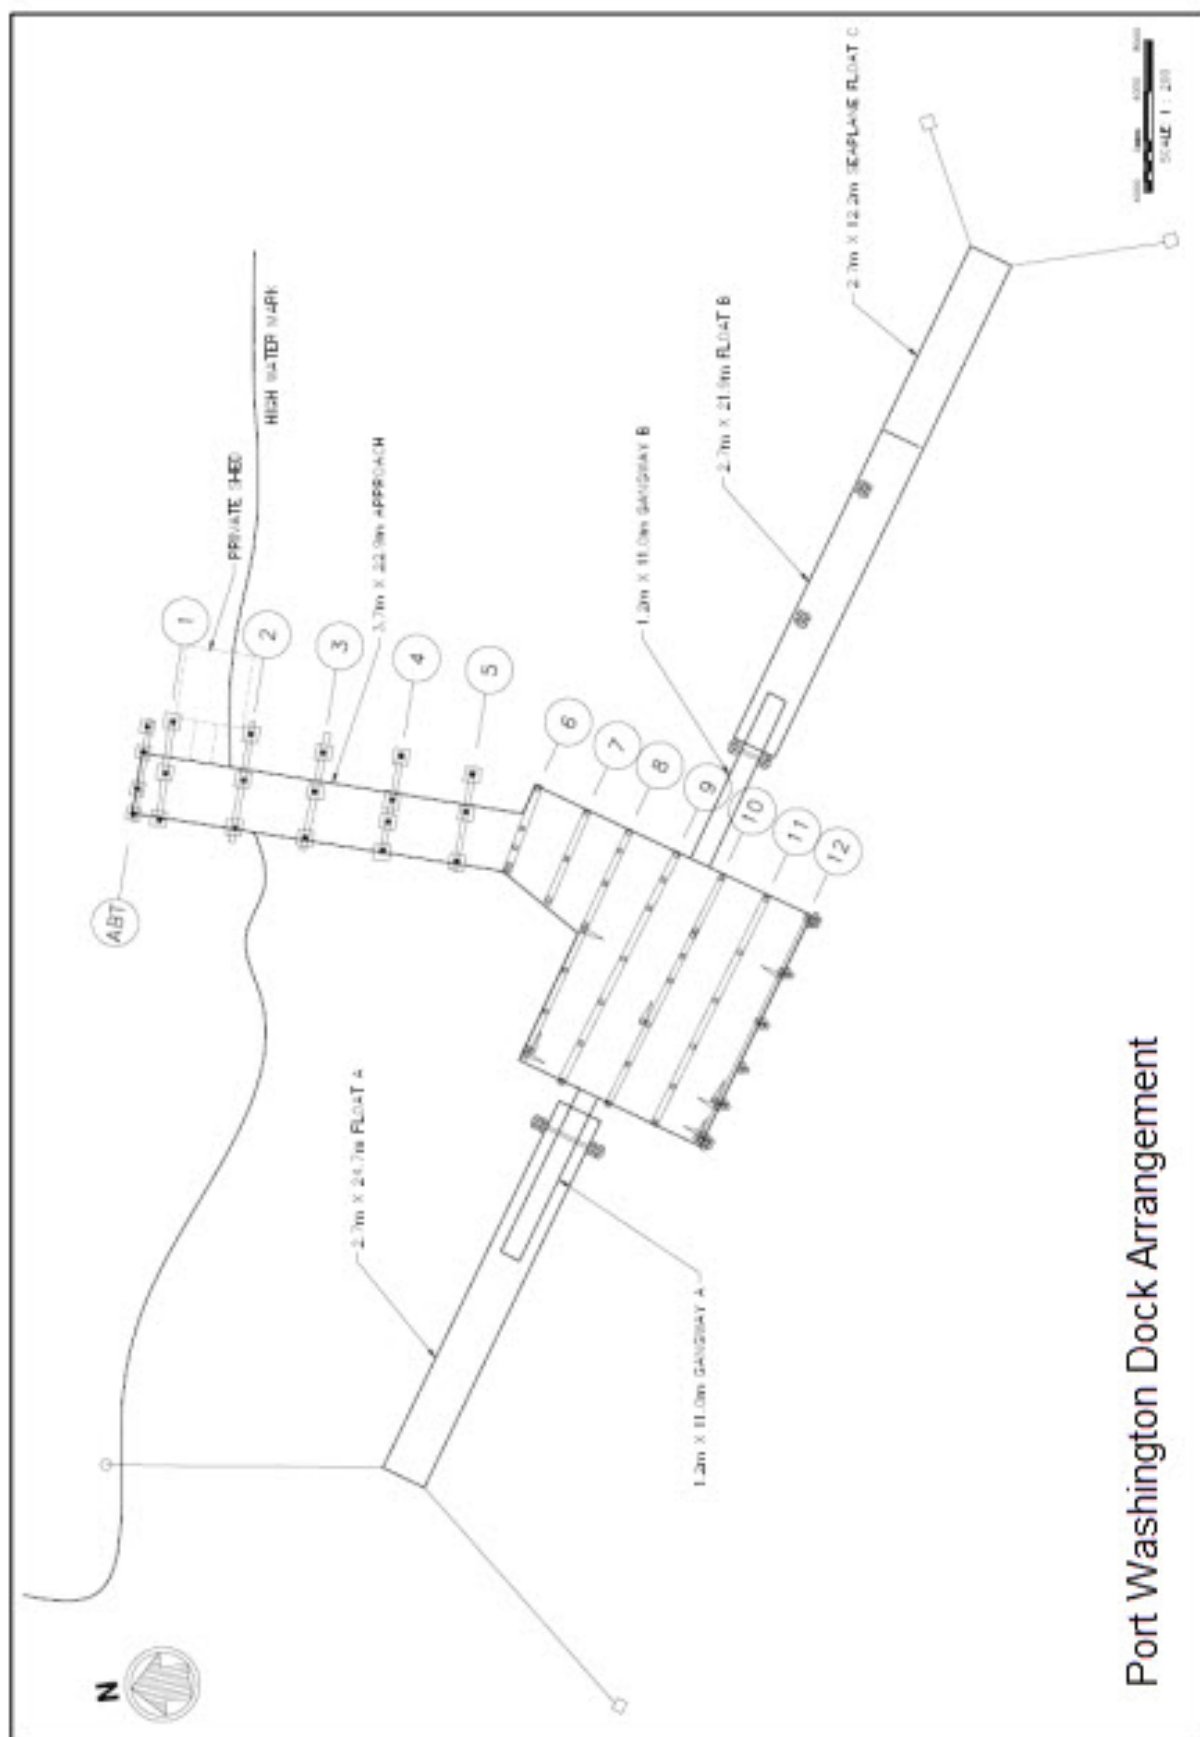 N
ABT
1
2
3
4
5
6
7
8
9
10
11
12
PRIVATE SHED
HIGH WATER MARK
3.7m X 22.9m APPROACH
2.7m X 24.7m FLOAT A
1.2m X 11.0m GANGWAY A
1.2m X 11.0m GANGWAY B
2.7m X 21.9m FLOAT B
2.7m X 12.2m SEAPLANE FLOAT C
SCALE 1 : 200
Port Washington Dock Arrangement